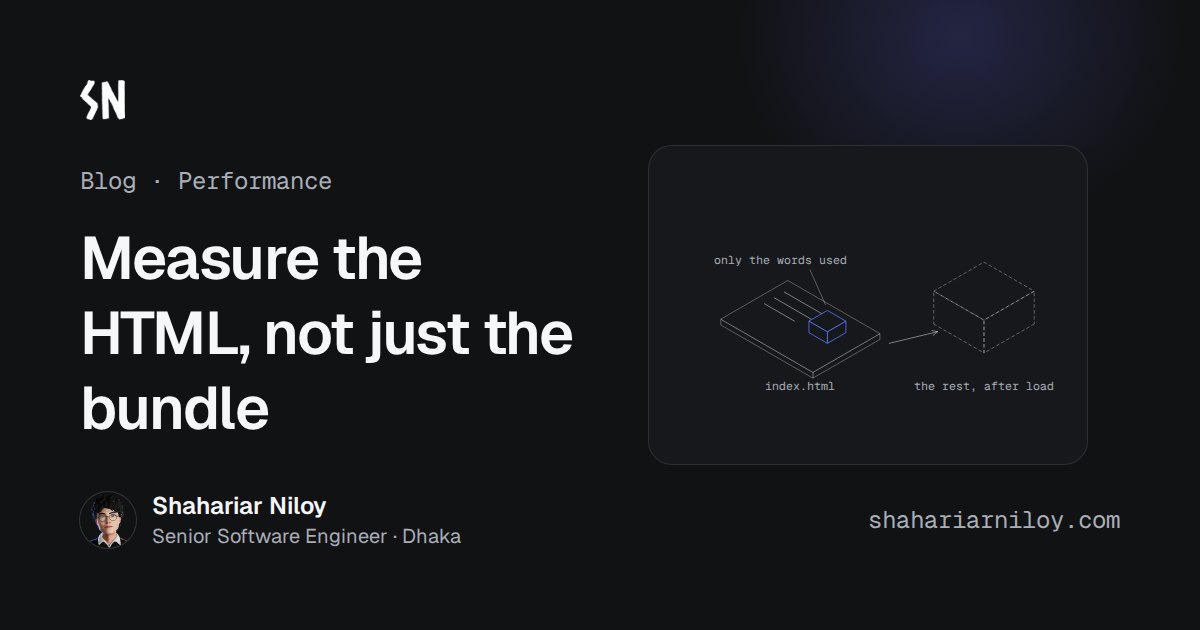 SN
Blog · Performance
Measure the
HTML, not just the
bundle
only the words used
index.html
the rest, after load
Shahariar Niloy
Senior Software Engineer · Dhaka
shahariarniloy.com